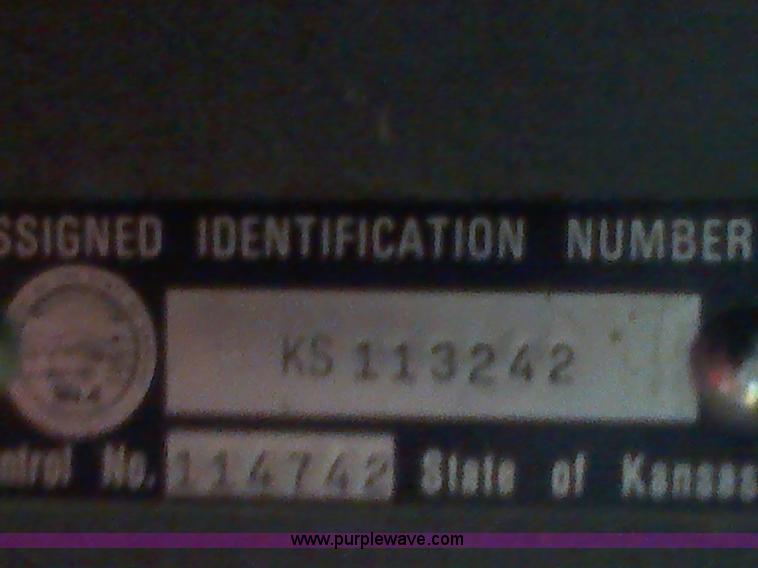 SSIGNED IDENTIFICATION NUMBER
KS 113242
ntrol No. 114742 State of Kansas
www.purplewave.com